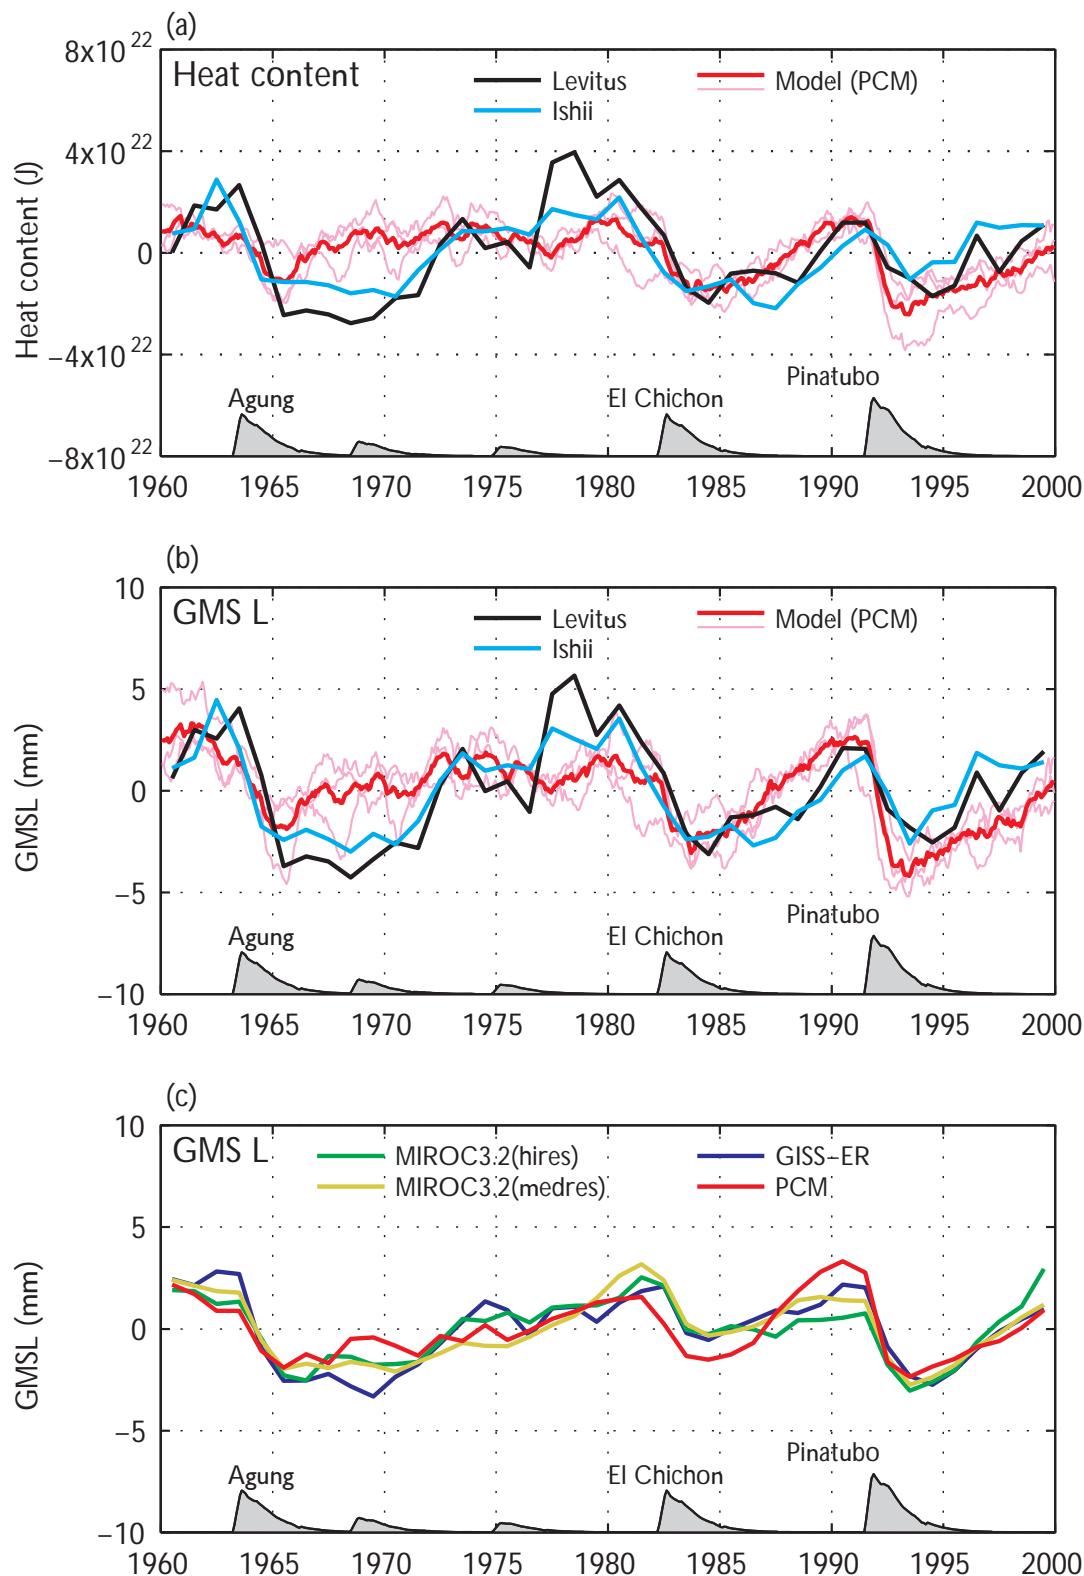 (a)
8x10 22
Heat content
Levitus
Model (PCM)
Ishii
4x10 22
0
−4x10 22
−8x10 22
Heat content (J)
Agung
El Chichon
Pinatubo
1960 1965 1970 1975 1980 1985 1990 1995 2000
(b)
10
GMS L
Levitus
Model (PCM)
Ishii
5
0
−5
−10
GMSL (mm)
Agung
El Chichon
Pinatubo
1960 1965 1970 1975 1980 1985 1990 1995 2000
(c)
10
GMS L
MIROC3.2(hires)
GISS−ER
MIROC3.2(medres)
PCM
5
0
−5
−10
GMSL (mm)
Agung
El Chichon
Pinatubo
1960 1965 1970 1975 1980 1985 1990 1995 2000